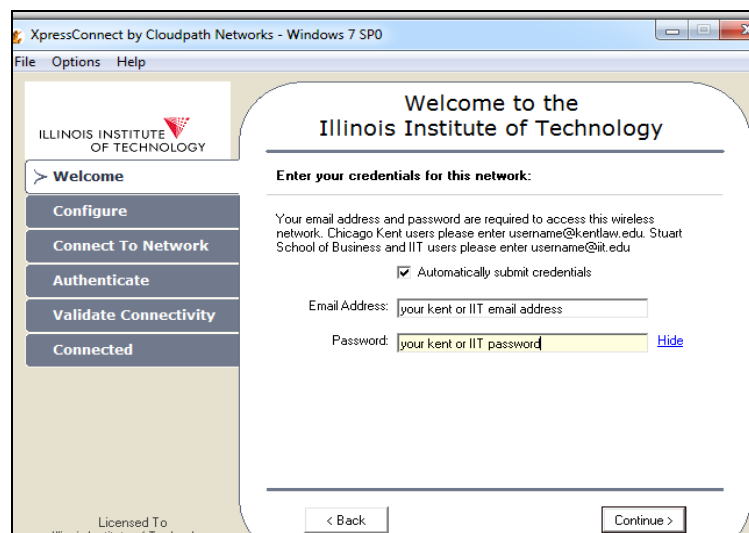 XpressConnect by Cloudpath Networks - Windows 7 SP0
File Options Help
ILLINOIS INSTITUTE
OF TECHNOLOGY
> Welcome
Configure
Connect To Network
Authenticate
Validate Connectivity
Connected
Licensed To
Welcome to the
Illinois Institute of Technology
Enter your credentials for this network:
Your email address and password are required to access this wireless
network. Chicago Kent users please enter username@kentlaw.edu. Stuart
School of Business and IIT users please enter username@iit.edu
Automatically submit credentials
Email Address: your kent or IIT email address
Password: your kent or IIT password Hide
< Back Continue >